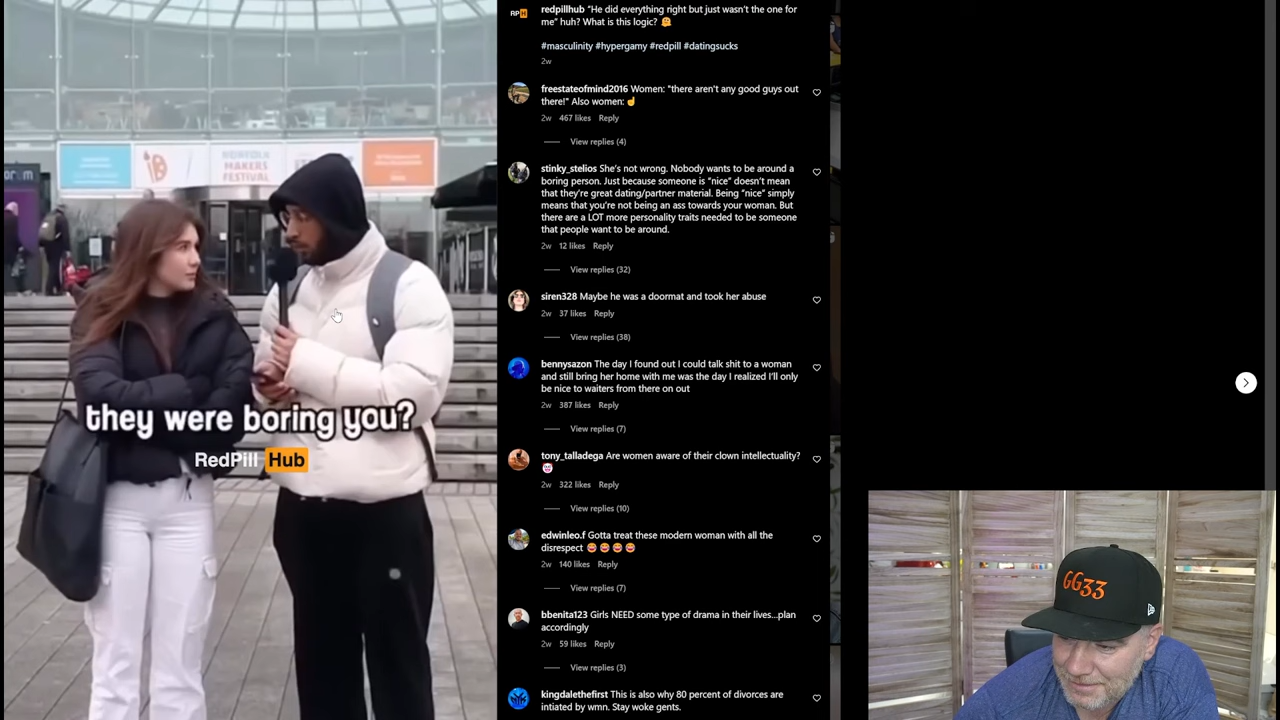 IB
NORFOLK
MAKERS
FESTIVAL
they were boring you?
RedPill Hub
RPH
redpillhub "He did everything right but just wasn't the one for
me" huh? What is this logic? 🫠
#masculinity #hypergamy #redpill #datingsucks
2w
freestateofmind2016 Women: "there aren't any good guys out
there!" Also women: ☝
2w 467 likes Reply
View replies (4)
stinky_stelios She's not wrong. Nobody wants to be around a
boring person. Just because someone is "nice" doesn't mean
that they're great dating/partner material. Being "nice" simply
means that you're not being an ass towards your woman. But
there are a LOT more personality traits needed to be someone
that people want to be around.
2w 12 likes Reply
View replies (32)
siren328 Maybe he was a doormat and took her abuse
2w 37 likes Reply
View replies (38)
bennysazon The day I found out I could talk shit to a woman
and still bring her home with me was the day I realized I'll only
be nice to waiters from there on out
2w 387 likes Reply
View replies (7)
tony_talladega Are women aware of their clown intellectuality?
🤡
2w 322 likes Reply
View replies (10)
edwinleo.f Gotta treat these modern woman with all the
disrespect 😂😂😂😂
2w 140 likes Reply
View replies (7)
bbenita123 Girls NEED some type of drama in their lives...plan
accordingly
2w 59 likes Reply
View replies (3)
kingdalethefirst This is also why 80 percent of divorces are
intiated by wmn. Stay woke gents.
GG33